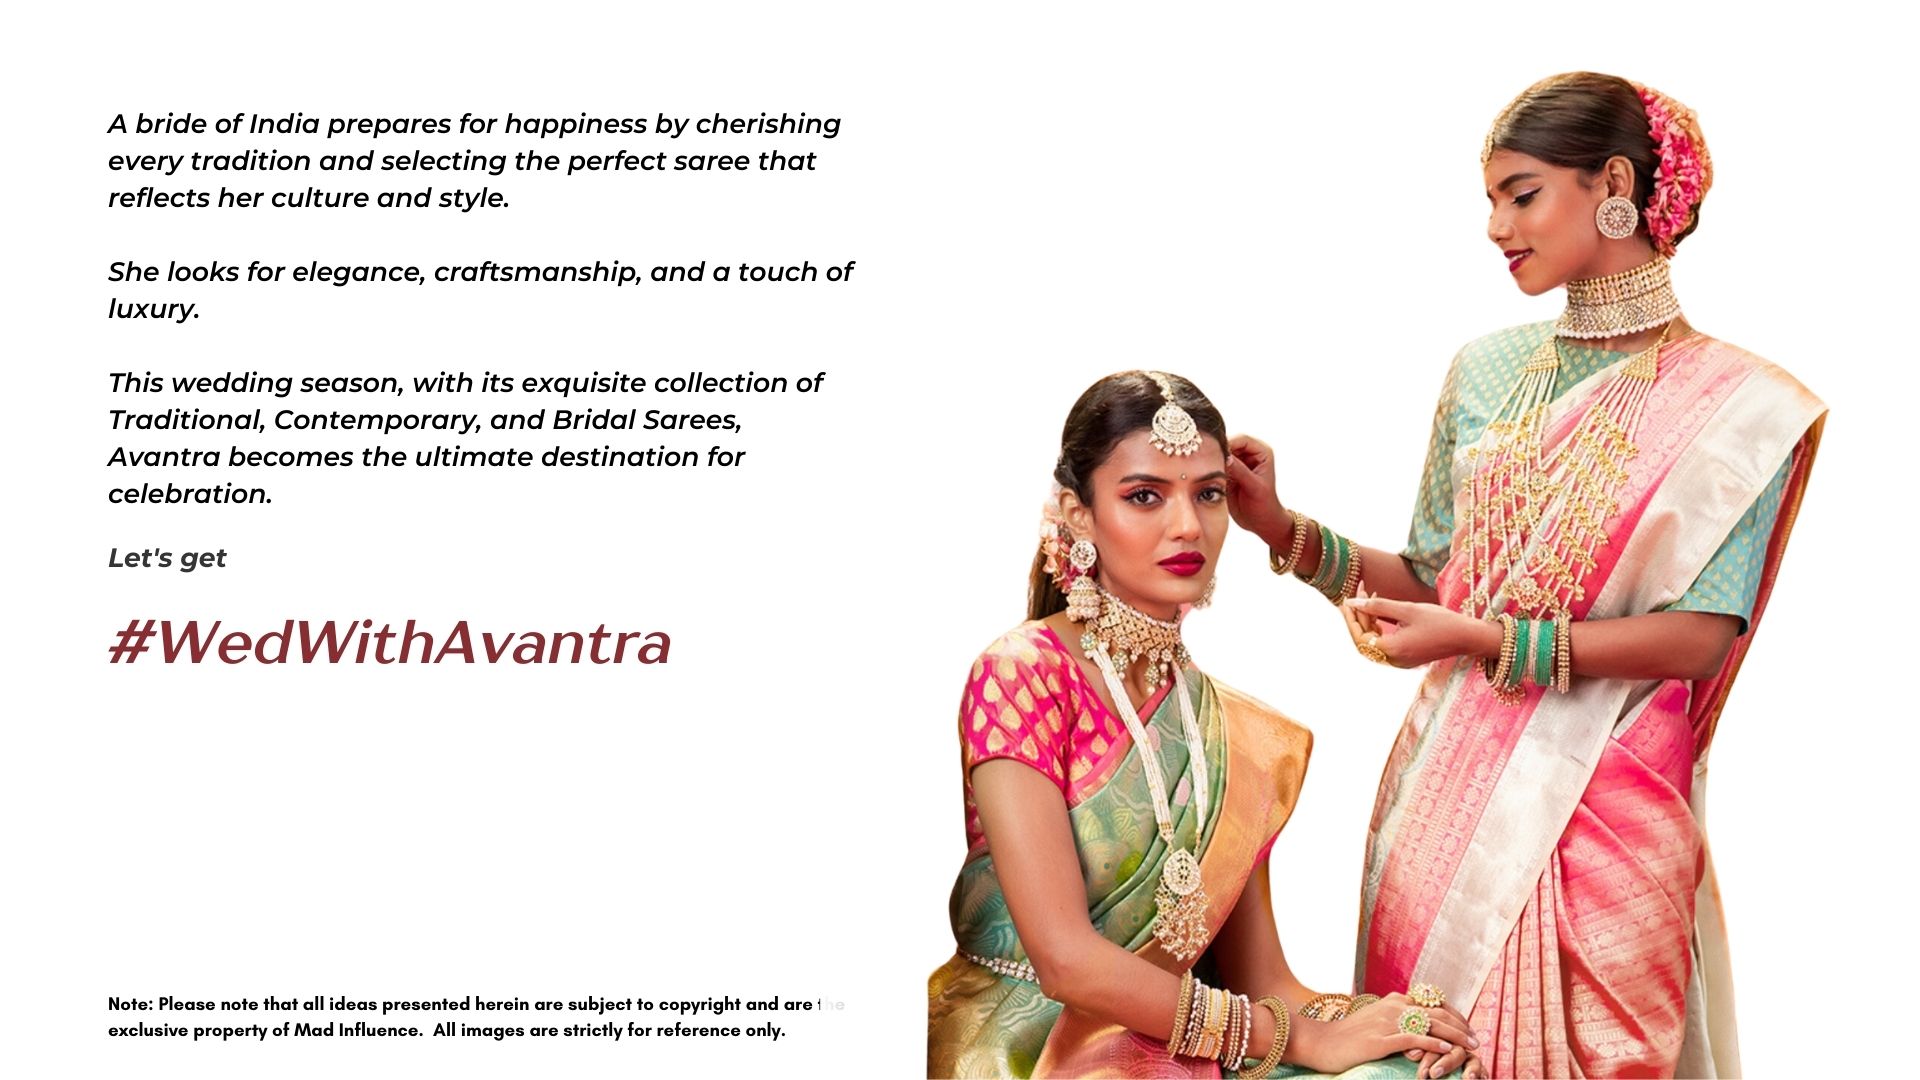 A bride of India prepares for happiness by cherishing
every tradition and selecting the perfect saree that
reflects her culture and style.
She looks for elegance, craftsmanship, and a touch of
luxury.
This wedding season, with its exquisite collection of
Traditional, Contemporary, and Bridal Sarees,
Avantra becomes the ultimate destination for
celebration.
Let's get
#WedWithAvantra
Note: Please note that all ideas presented herein are subject to copyright and are the
exclusive property of Mad Influence.  All images are strictly for reference only.